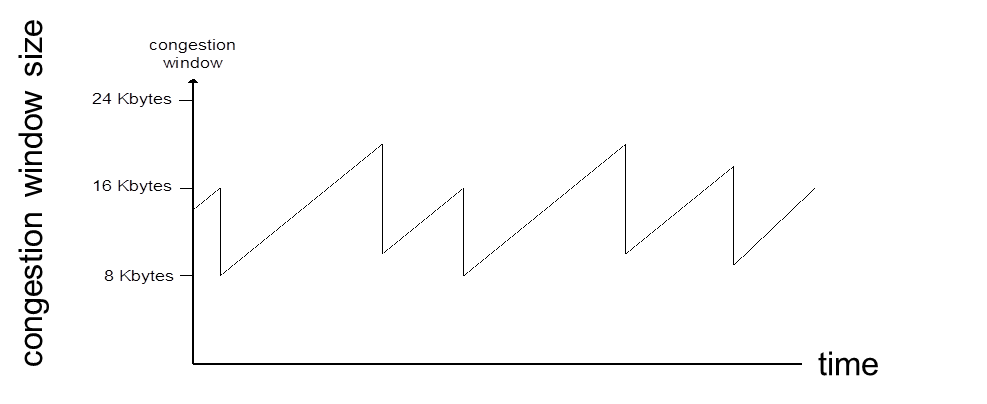 congestion window size
congestion
window
24 Kbytes
16 Kbytes
8 Kbytes
time